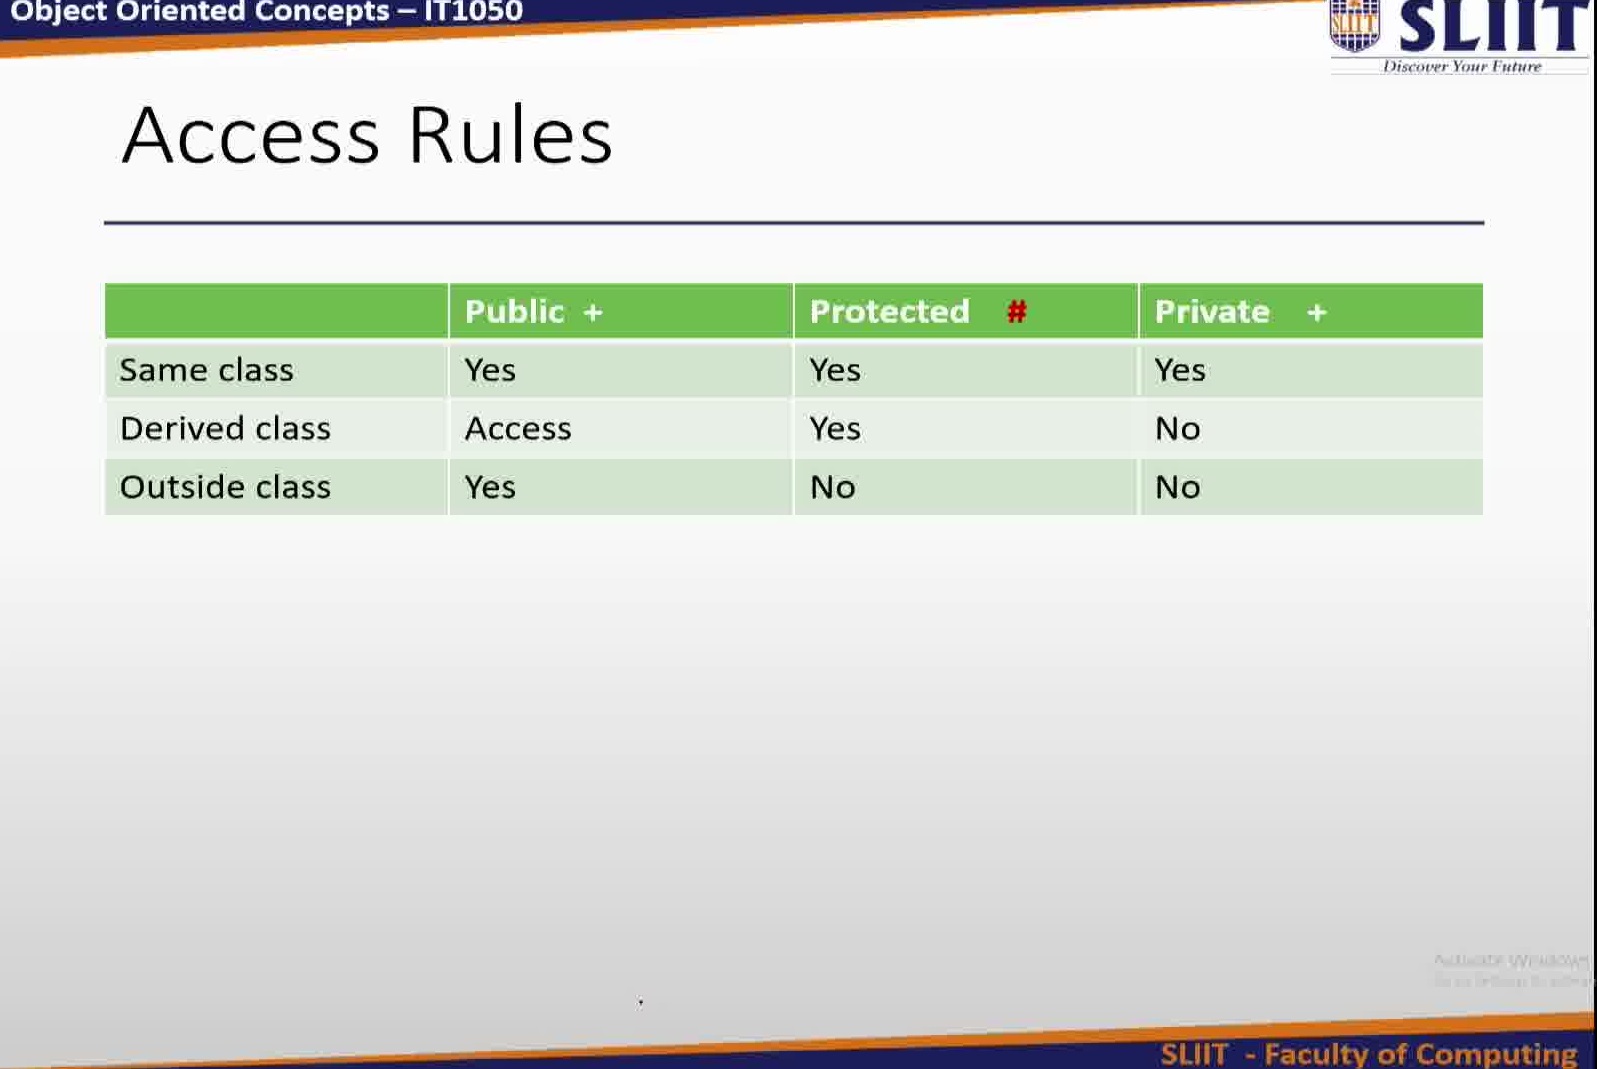 Object Oriented Concepts – IT1050
SLIIT
SLIIT
Discover Your Future
Access Rules
Public + Protected # Private +
Same class Yes Yes Yes
Derived class Access Yes No
Outside class Yes No No
Activate Windows
SLIIT - Faculty of Computing